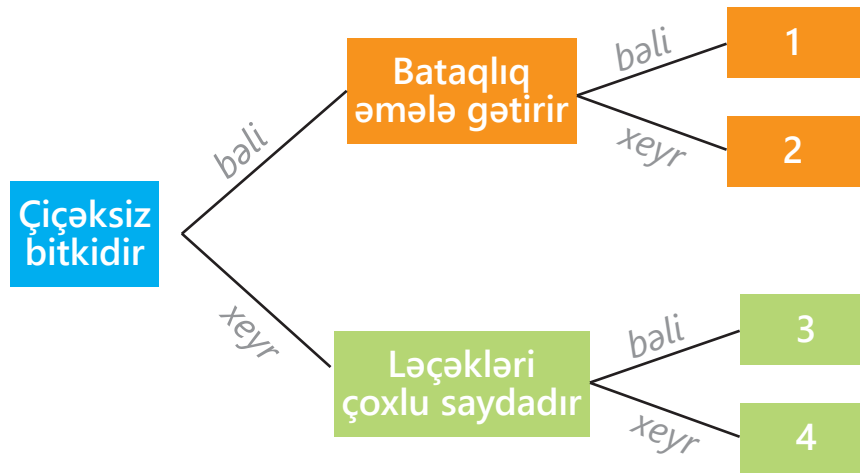 Çiçəksiz
bitkidir
bəli
xeyr
Bataqlıq
əmələ gətirir
bəli
xeyr
1
2
Ləçəkləri
çoxlu saydadır
bəli
xeyr
3
4